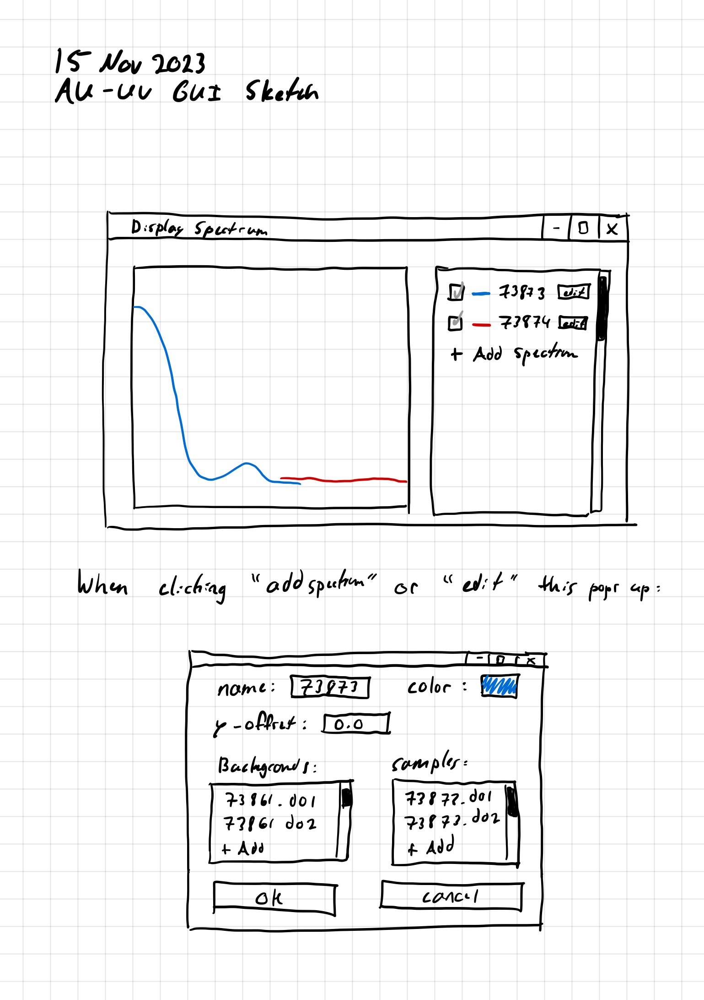 15 Nov 2023
AU-UV GUI Sketch
Display Spectrum
- □ X
73873 edit
73874 edit
+ Add Spectrum
When clicking "add spectrum" or "edit" this pops up:
- □ X
name: 73873 color:
y-offset: 0.0
Backgronds: samples:
73861.d01 73873.d01
73861 d02 73873.d02
+ Add + Add
Ok cancel